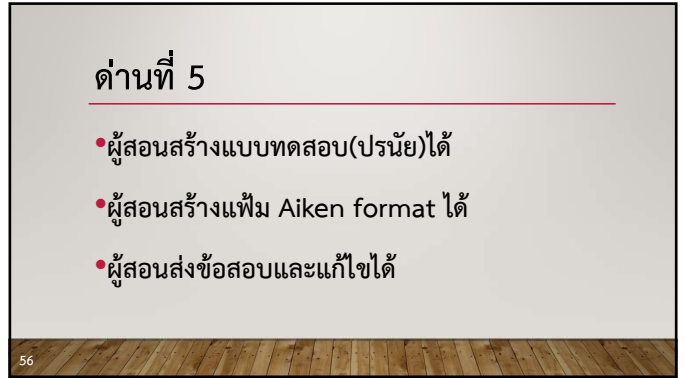 ด่านที่ 5
•ผู้สอนสร้างแบบทดสอบ(ปรนัย)ได้
•ผู้สอนสร้างแฟ้ม Aiken format ได้
•ผู้สอนส่งข้อสอบและแก้ไขได้
56